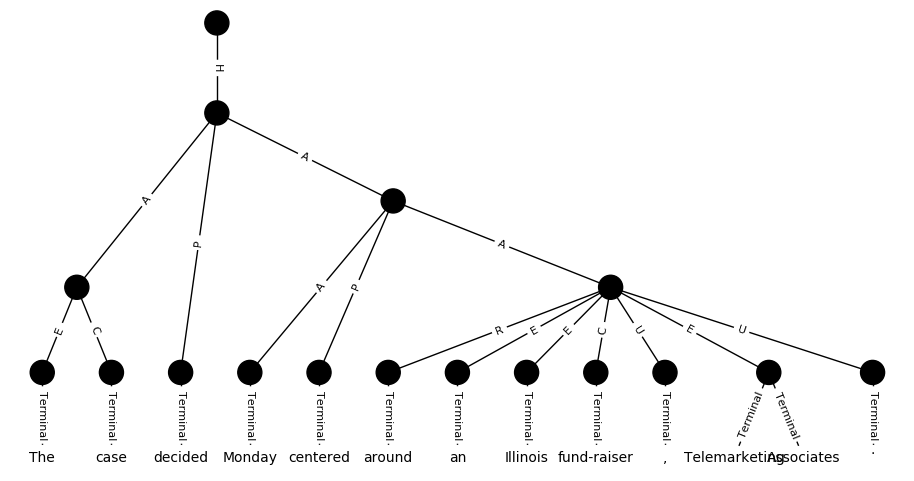 H
A
A
A
P
A
P
E
C
R
E
E
C
U
E
U
Terminal Terminal Terminal Terminal Terminal Terminal Terminal Terminal Terminal Terminal Terminal Terminal Terminal
The case decided Monday centered around an Illinois fund-raiser , Telemarketing Associates .